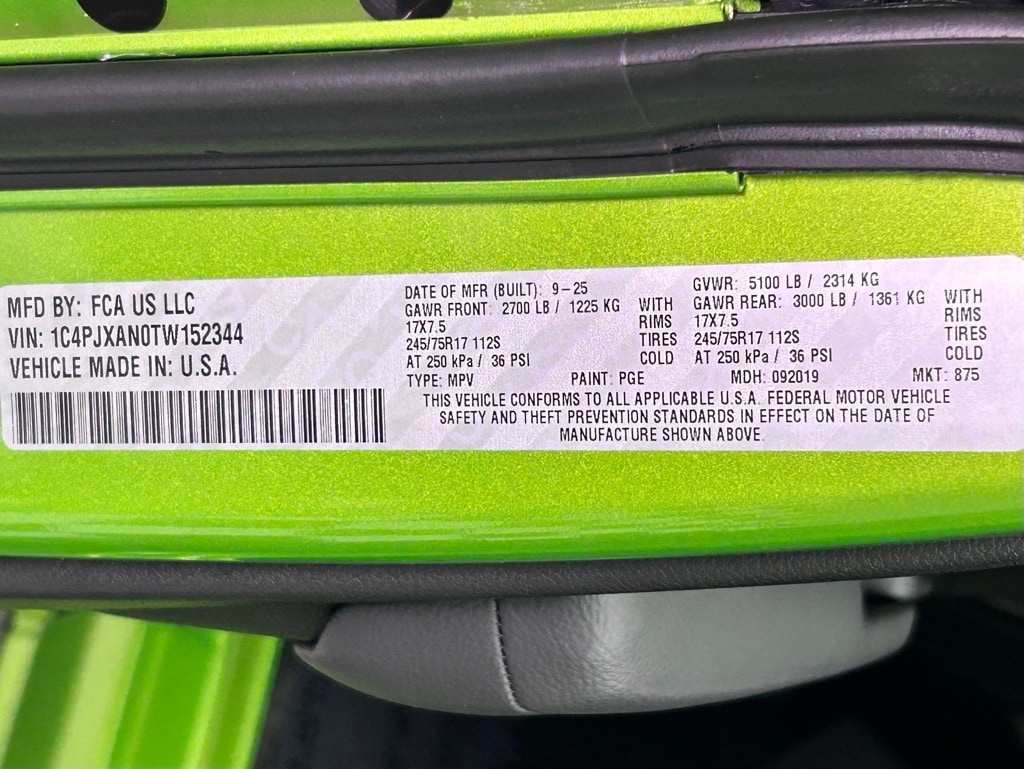 MFD BY: FCA US LLC
VIN: 1C4PJXAN0TW152344
VEHICLE MADE IN: U.S.A.
DATE OF MFR (BUILT): 9-25
GAWR FRONT: 2700 LB / 1225 KG WITH
17X7.5 RIMS
245/75R17 112S TIRES
AT 250 kPa / 36 PSI COLD
GVWR: 5100 LB / 2314 KG
GAWR REAR: 3000 LB / 1361 KG WITH
17X7.5 RIMS
245/75R17 112S TIRES
AT 250 kPa / 36 PSI COLD
TYPE: MPV PAINT: PGE MDH: 092019 MKT: 875
THIS VEHICLE CONFORMS TO ALL APPLICABLE U.S.A. FEDERAL MOTOR VEHICLE
SAFETY AND THEFT PREVENTION STANDARDS IN EFFECT ON THE DATE OF
MANUFACTURE SHOWN ABOVE.